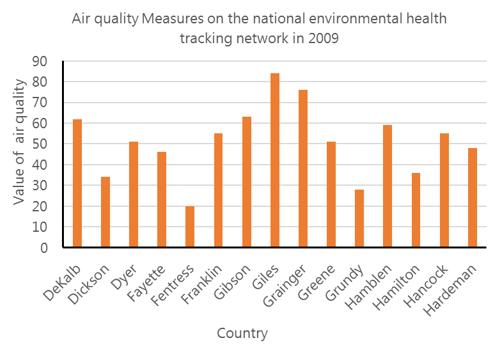 Air quality Measures on the national environmental health
tracking network in 2009
Value of  air quality
90
80
70
60
50
40
30
20
10
0
DeKalb
Dickson
Dyer
Fayette
Fentress
Franklin
Gibson
Giles
Grainger
Greene
Grundy
Hamblen
Hamilton
Hancock
Hardeman
Country